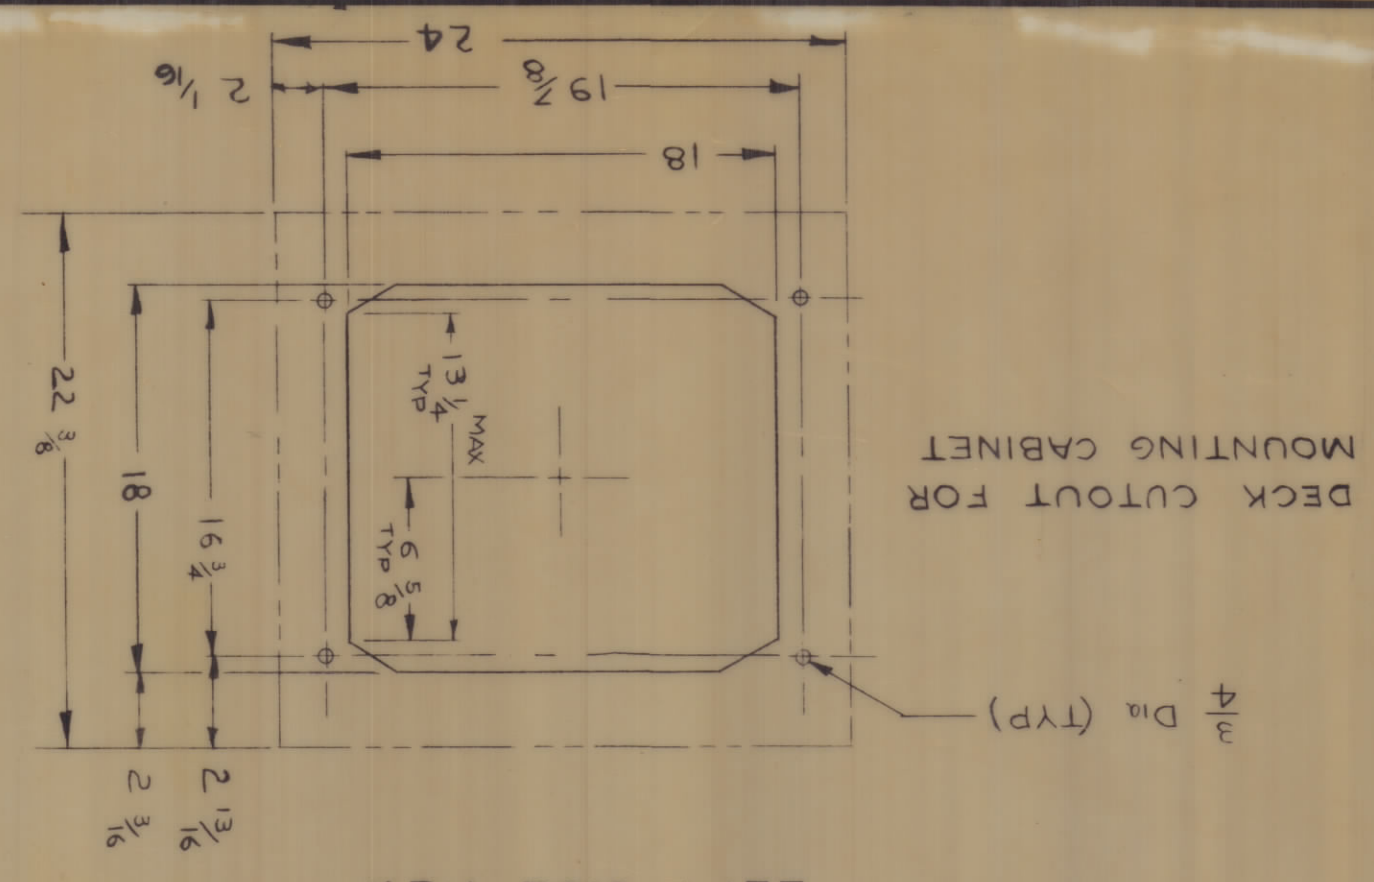 3/4 DIA (TYP)
DECK CUTOUT FOR
MOUNTING CABINET
2 13/16
2 3/16
16 3/4
18
22 3/8
6 5/8
TYP
13 1/4
TYP
MAX
18
19 7/8
2 1/16
24